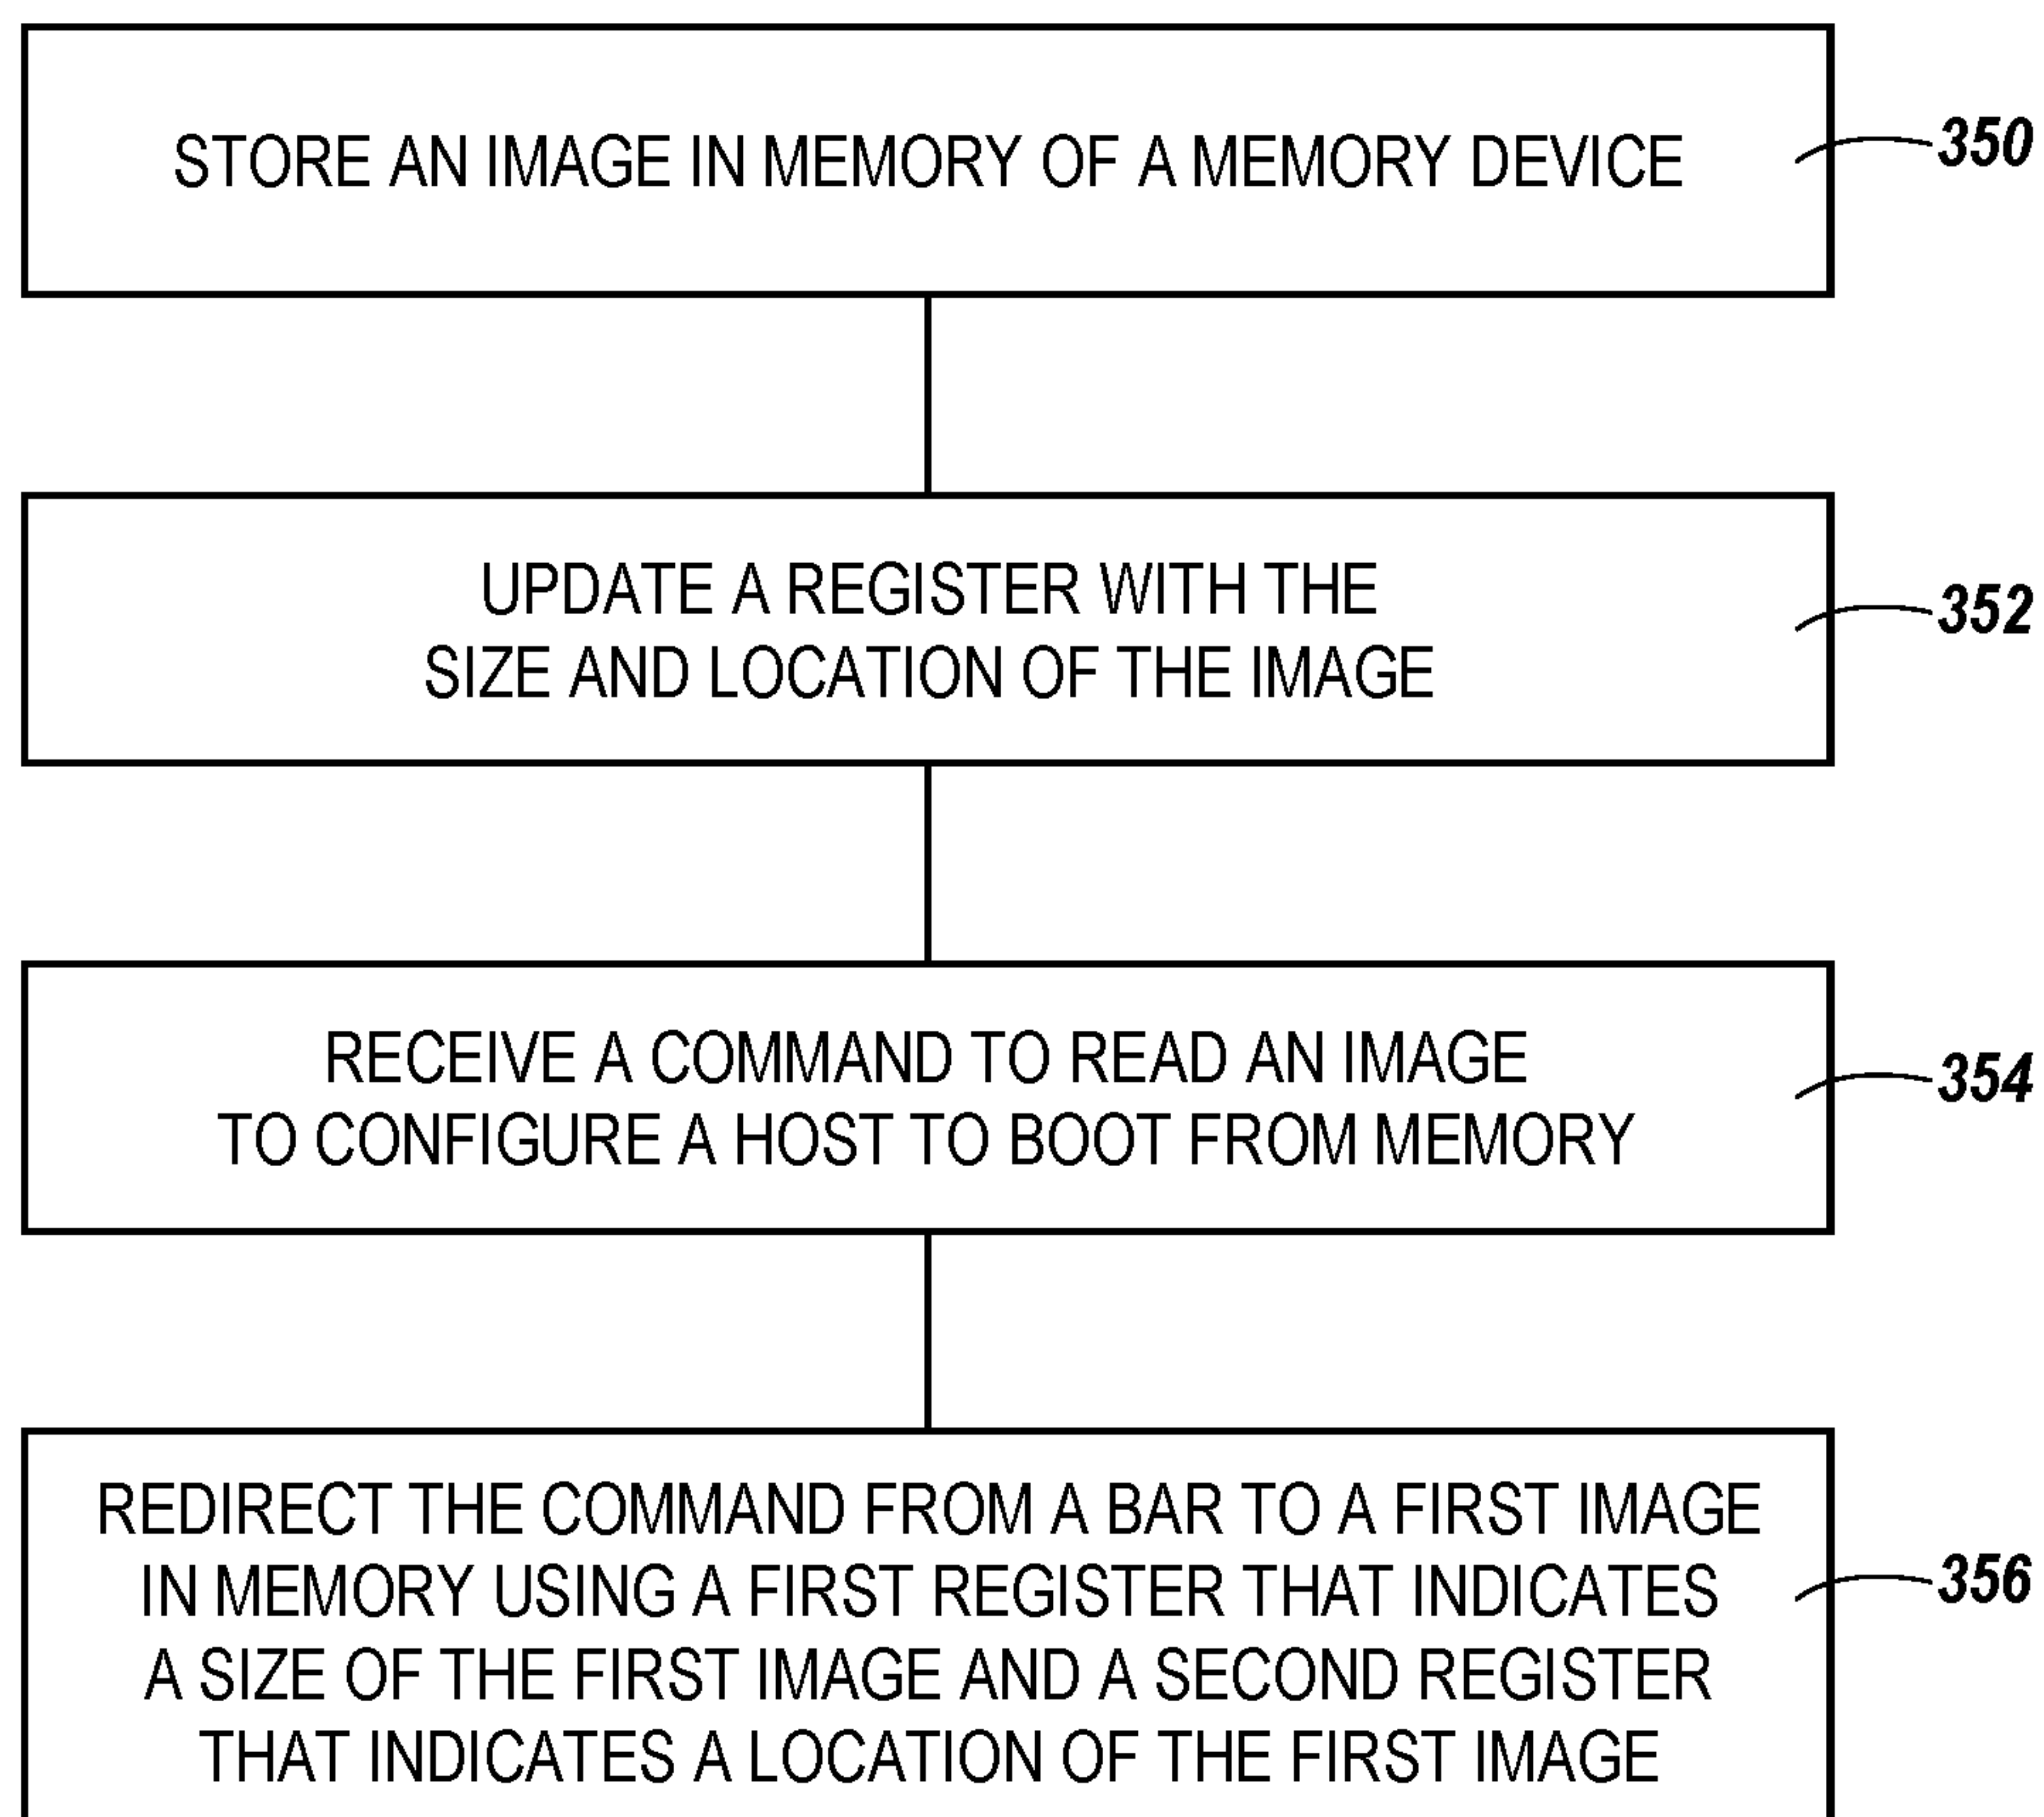 STORE AN IMAGE IN MEMORY OF A MEMORY DEVICE
350
UPDATE A REGISTER WITH THE
SIZE AND LOCATION OF THE IMAGE
352
RECEIVE A COMMAND TO READ AN IMAGE
TO CONFIGURE A HOST TO BOOT FROM MEMORY
354
REDIRECT THE COMMAND FROM A BAR TO A FIRST IMAGE
IN MEMORY USING A FIRST REGISTER THAT INDICATES
A SIZE OF THE FIRST IMAGE AND A SECOND REGISTER
THAT INDICATES A LOCATION OF THE FIRST IMAGE
356